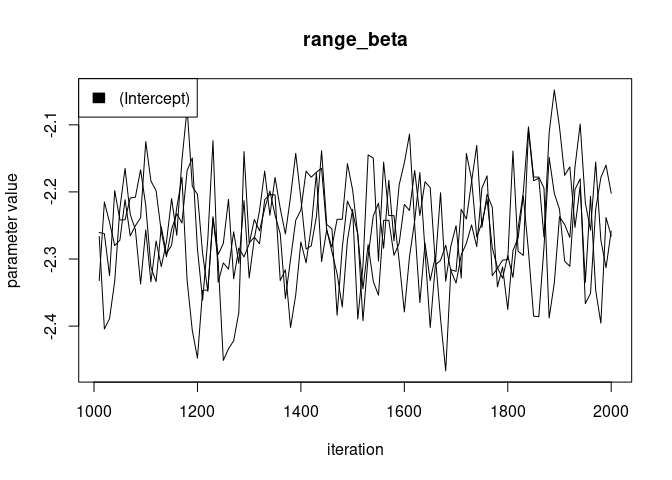 range_beta
(Intercept)
parameter value
-2.1
-2.2
-2.3
-2.4
1000 1200 1400 1600 1800 2000
iteration